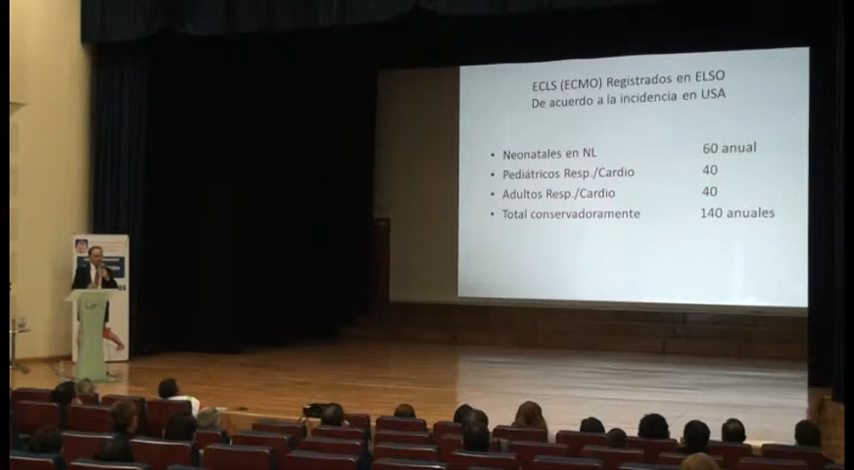 ECLS (ECMO) Registrados en ELSO
De acuerdo a la incidencia en USA
• Neonatales en NL 60 anual
• Pediátricos Resp./Cardio 40
• Adultos Resp./Cardio 40
• Total conservadoramente 140 anuales